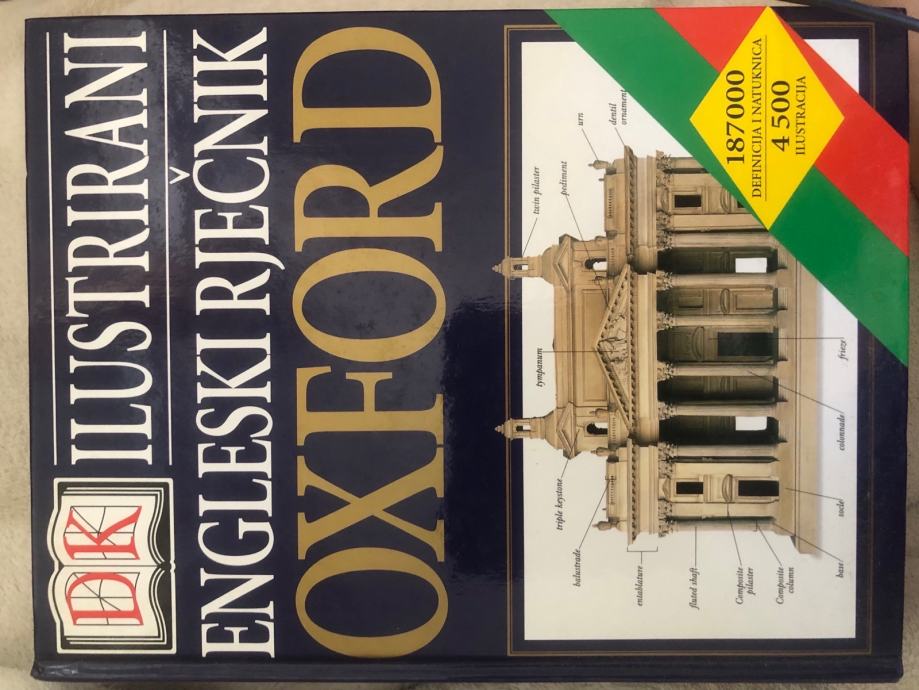 DK
ILUSTRIRANI
ENGLESKI RJEČNIK
OXFORD
187000
DEFINICIJA I NATUKNICA
4 500
ILUSTRACIJA
urn
dentil
ornament
twin pilaster
podiment
tympanum
triple keystone
balustrade
entablature
fluted shaft
Composite
pilaster
Composite
column
base
socle
colonnade
frieze